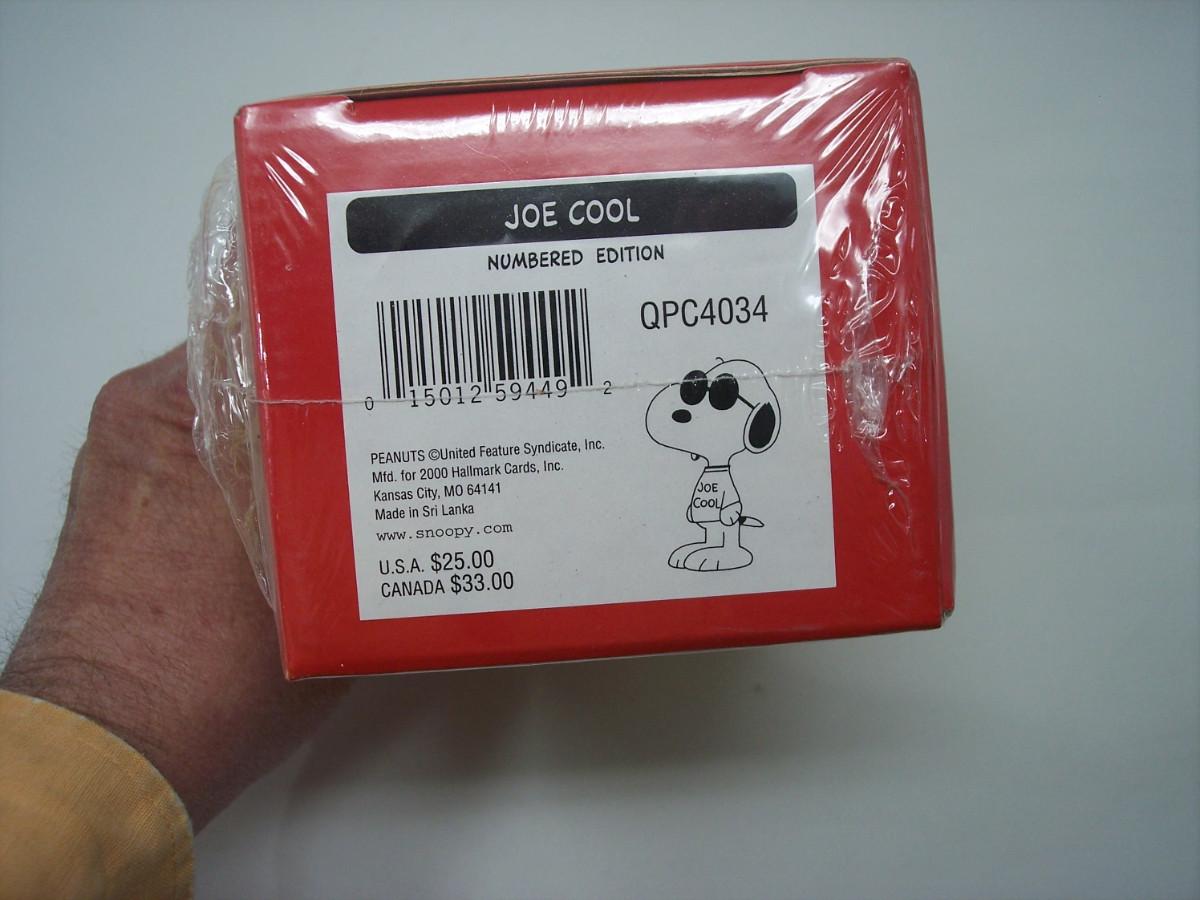 JOE COOL
NUMBERED EDITION
QPC4034
0 15012 59449 2
PEANUTS ©United Feature Syndicate, Inc.
Mfd. for 2000 Hallmark Cards, Inc.
Kansas City, MO 64141
Made in Sri Lanka
www.snoopy.com
U.S.A. $25.00
CANADA $33.00
JOE
COOL